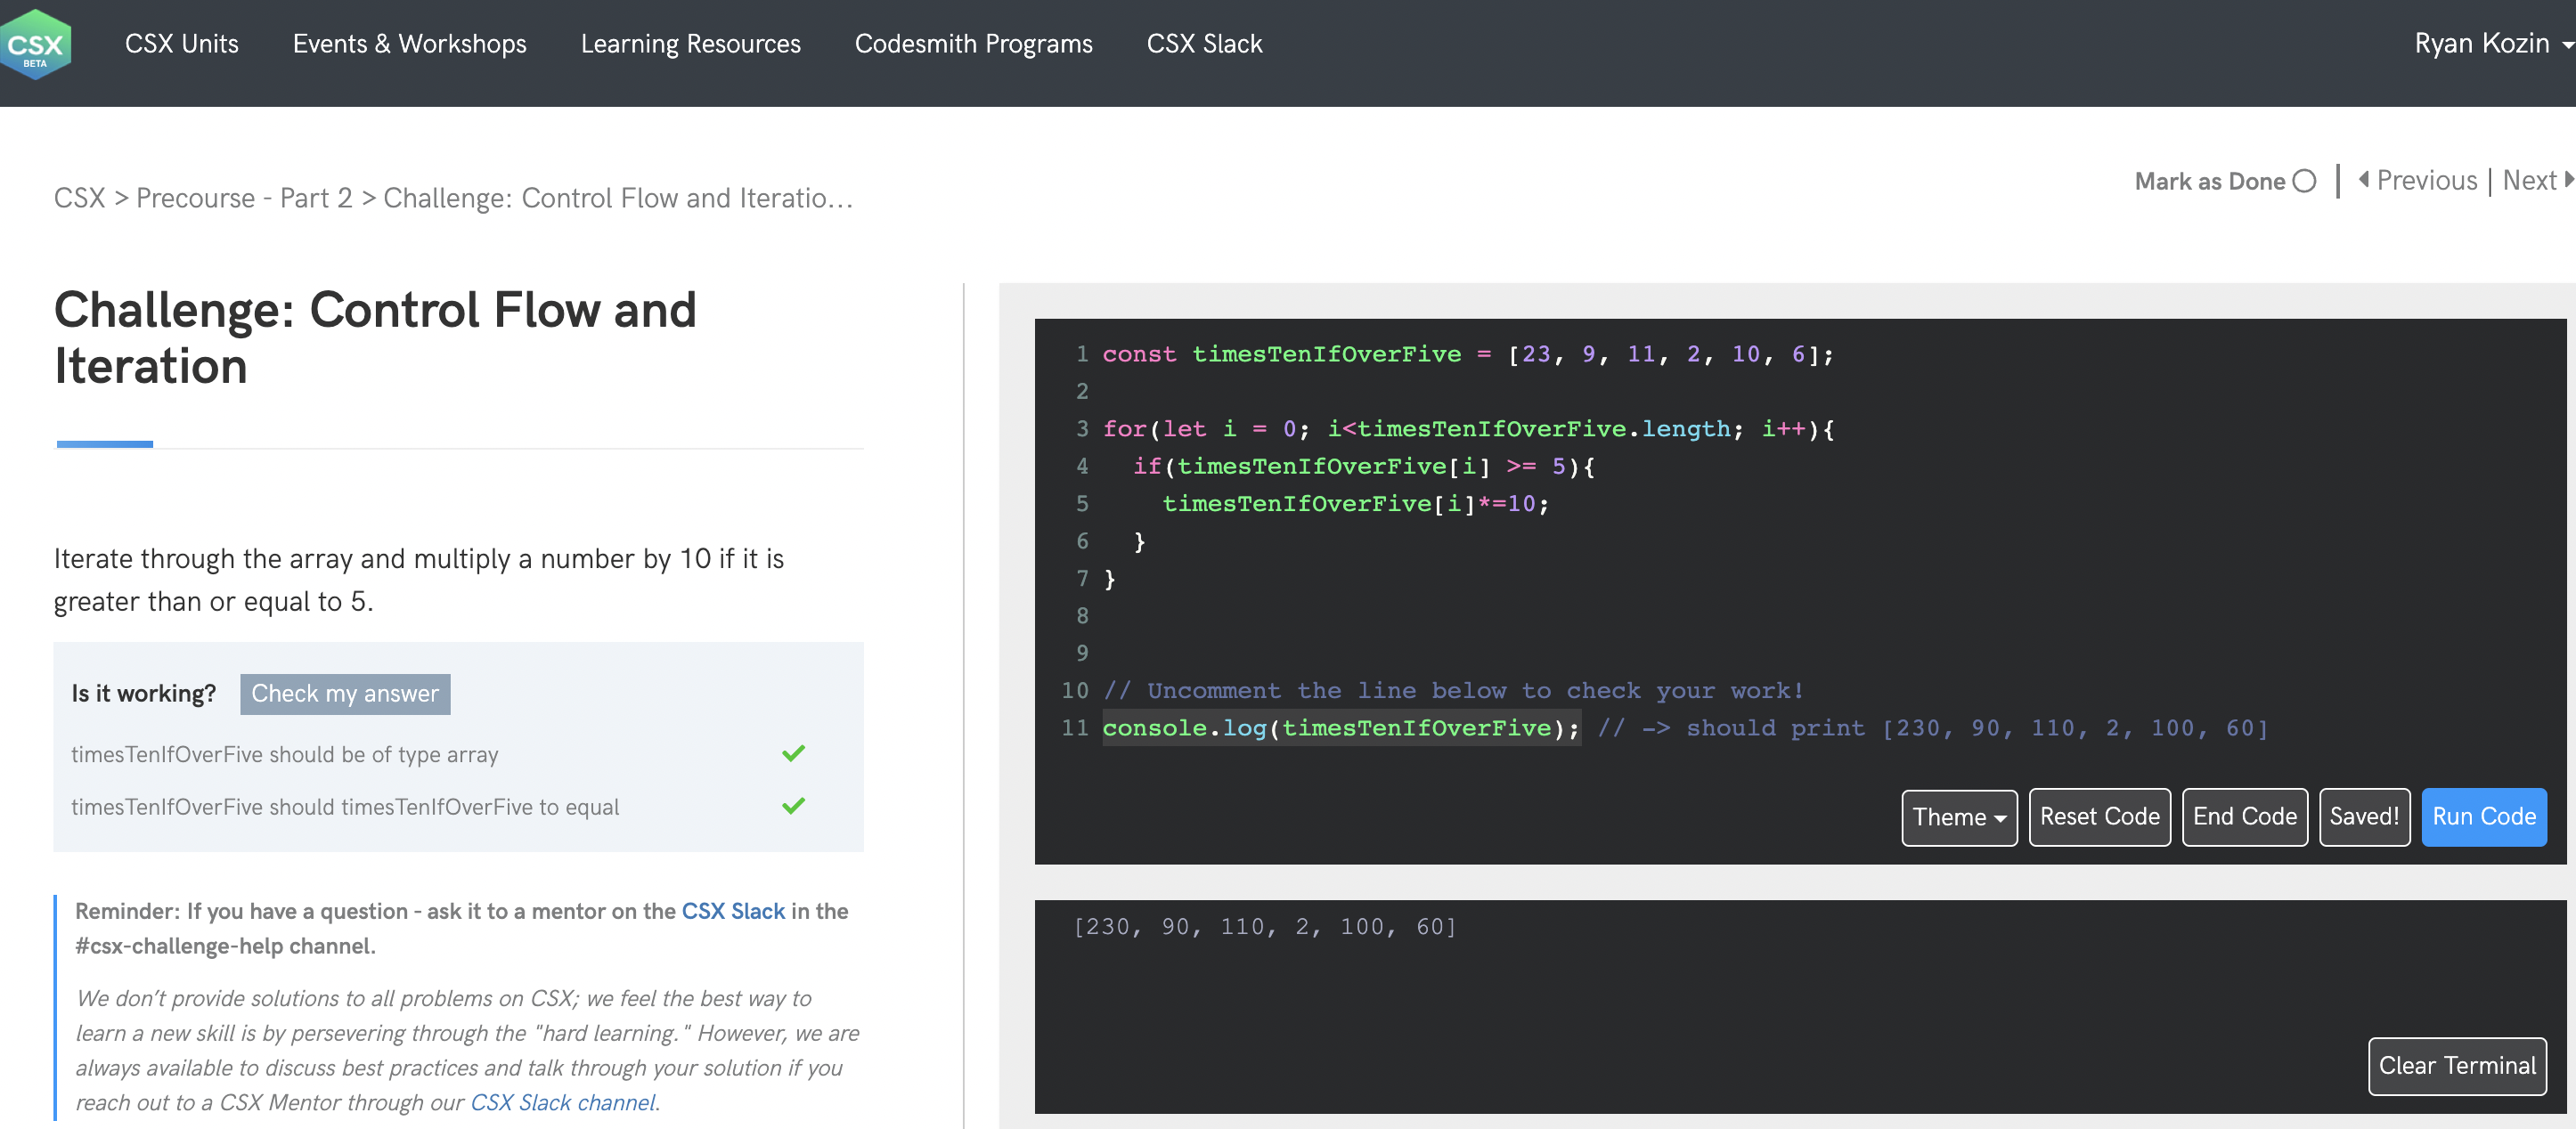 CSX
BETA
CSX Units
Events & Workshops
Learning Resources
Codesmith Programs
CSX Slack
Ryan Kozin
CSX > Precourse - Part 2 > Challenge: Control Flow and Iteratio...
Mark as Done
Previous | Next
Challenge: Control Flow and
Iteration
Iterate through the array and multiply a number by 10 if it is
greater than or equal to 5.
Is it working? Check my answer
timesTenIfOverFive should be of type array
timesTenIfOverFive should timesTenIfOverFive to equal
Reminder: If you have a question - ask it to a mentor on the CSX Slack in the
#csx-challenge-help channel.
We don’t provide solutions to all problems on CSX; we feel the best way to
learn a new skill is by persevering through the "hard learning." However, we are
always available to discuss best practices and talk through your solution if you
reach out to a CSX Mentor through our CSX Slack channel.
1 const timesTenIfOverFive = [23, 9, 11, 2, 10, 6];
2
3 for(let i = 0; i<timesTenIfOverFive.length; i++){
4   if(timesTenIfOverFive[i] >= 5){
5     timesTenIfOverFive[i]*=10;
6   }
7 }
8
9
10 // Uncomment the line below to check your work!
11 console.log(timesTenIfOverFive); // -> should print [230, 90, 110, 2, 100, 60]
Theme
Reset Code
End Code
Saved!
Run Code
[230, 90, 110, 2, 100, 60]
Clear Terminal